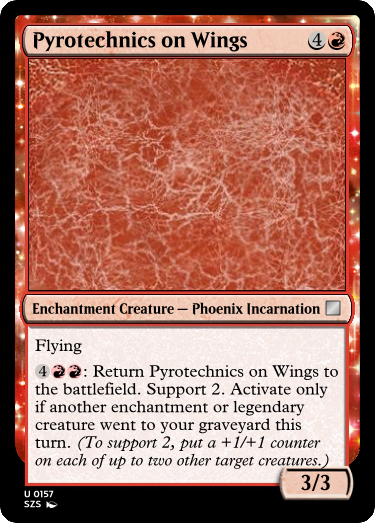 Pyrotechnics on Wings 4
Enchantment Creature — Phoenix Incarnation
Flying
4: Return Pyrotechnics on Wings to
the battlefield. Support 2. Activate only
if another enchantment or legendary
creature went to your graveyard this
turn. (To support 2, put a +1/+1 counter
on each of up to two other target creatures.)
3/3
U 0157
SZS